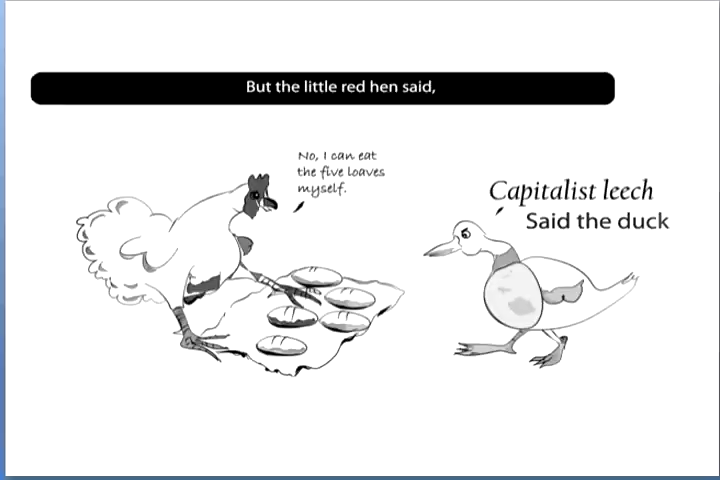 But the little red hen said,
No, I can eat
the five loaves
myself.
Capitalist leech
Said the duck